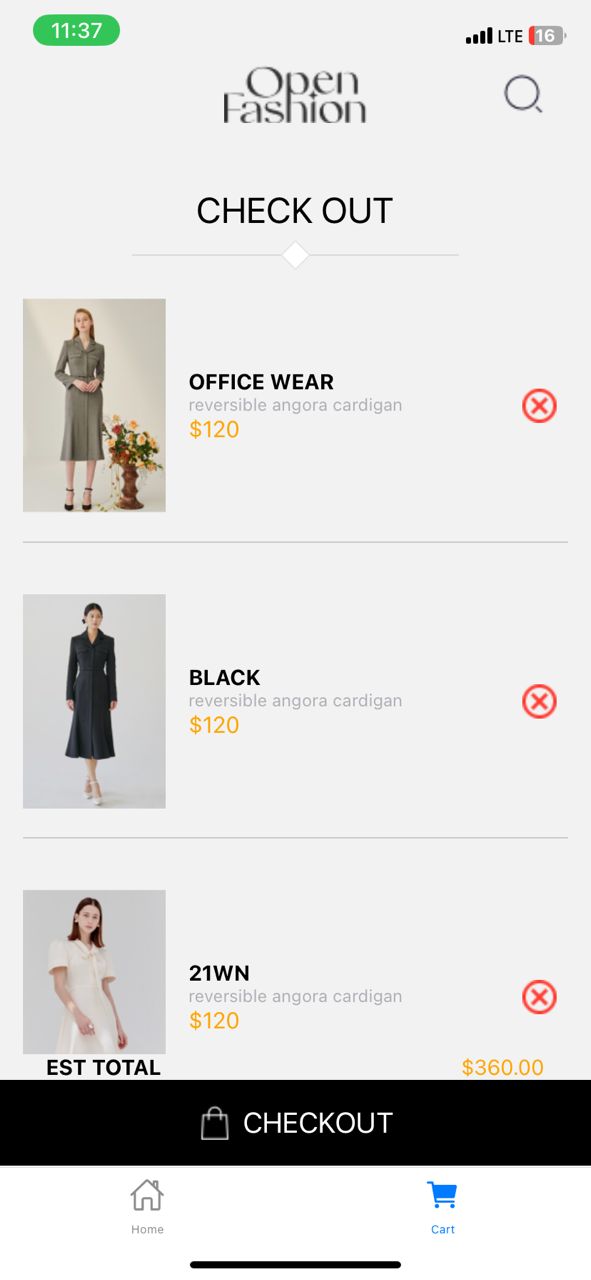 11:37
LTE 16
Open
Fashion
CHECK OUT
OFFICE WEAR
reversible angora cardigan
$120
BLACK
reversible angora cardigan
$120
21WN
reversible angora cardigan
$120
EST TOTAL $360.00
CHECKOUT
Home Cart